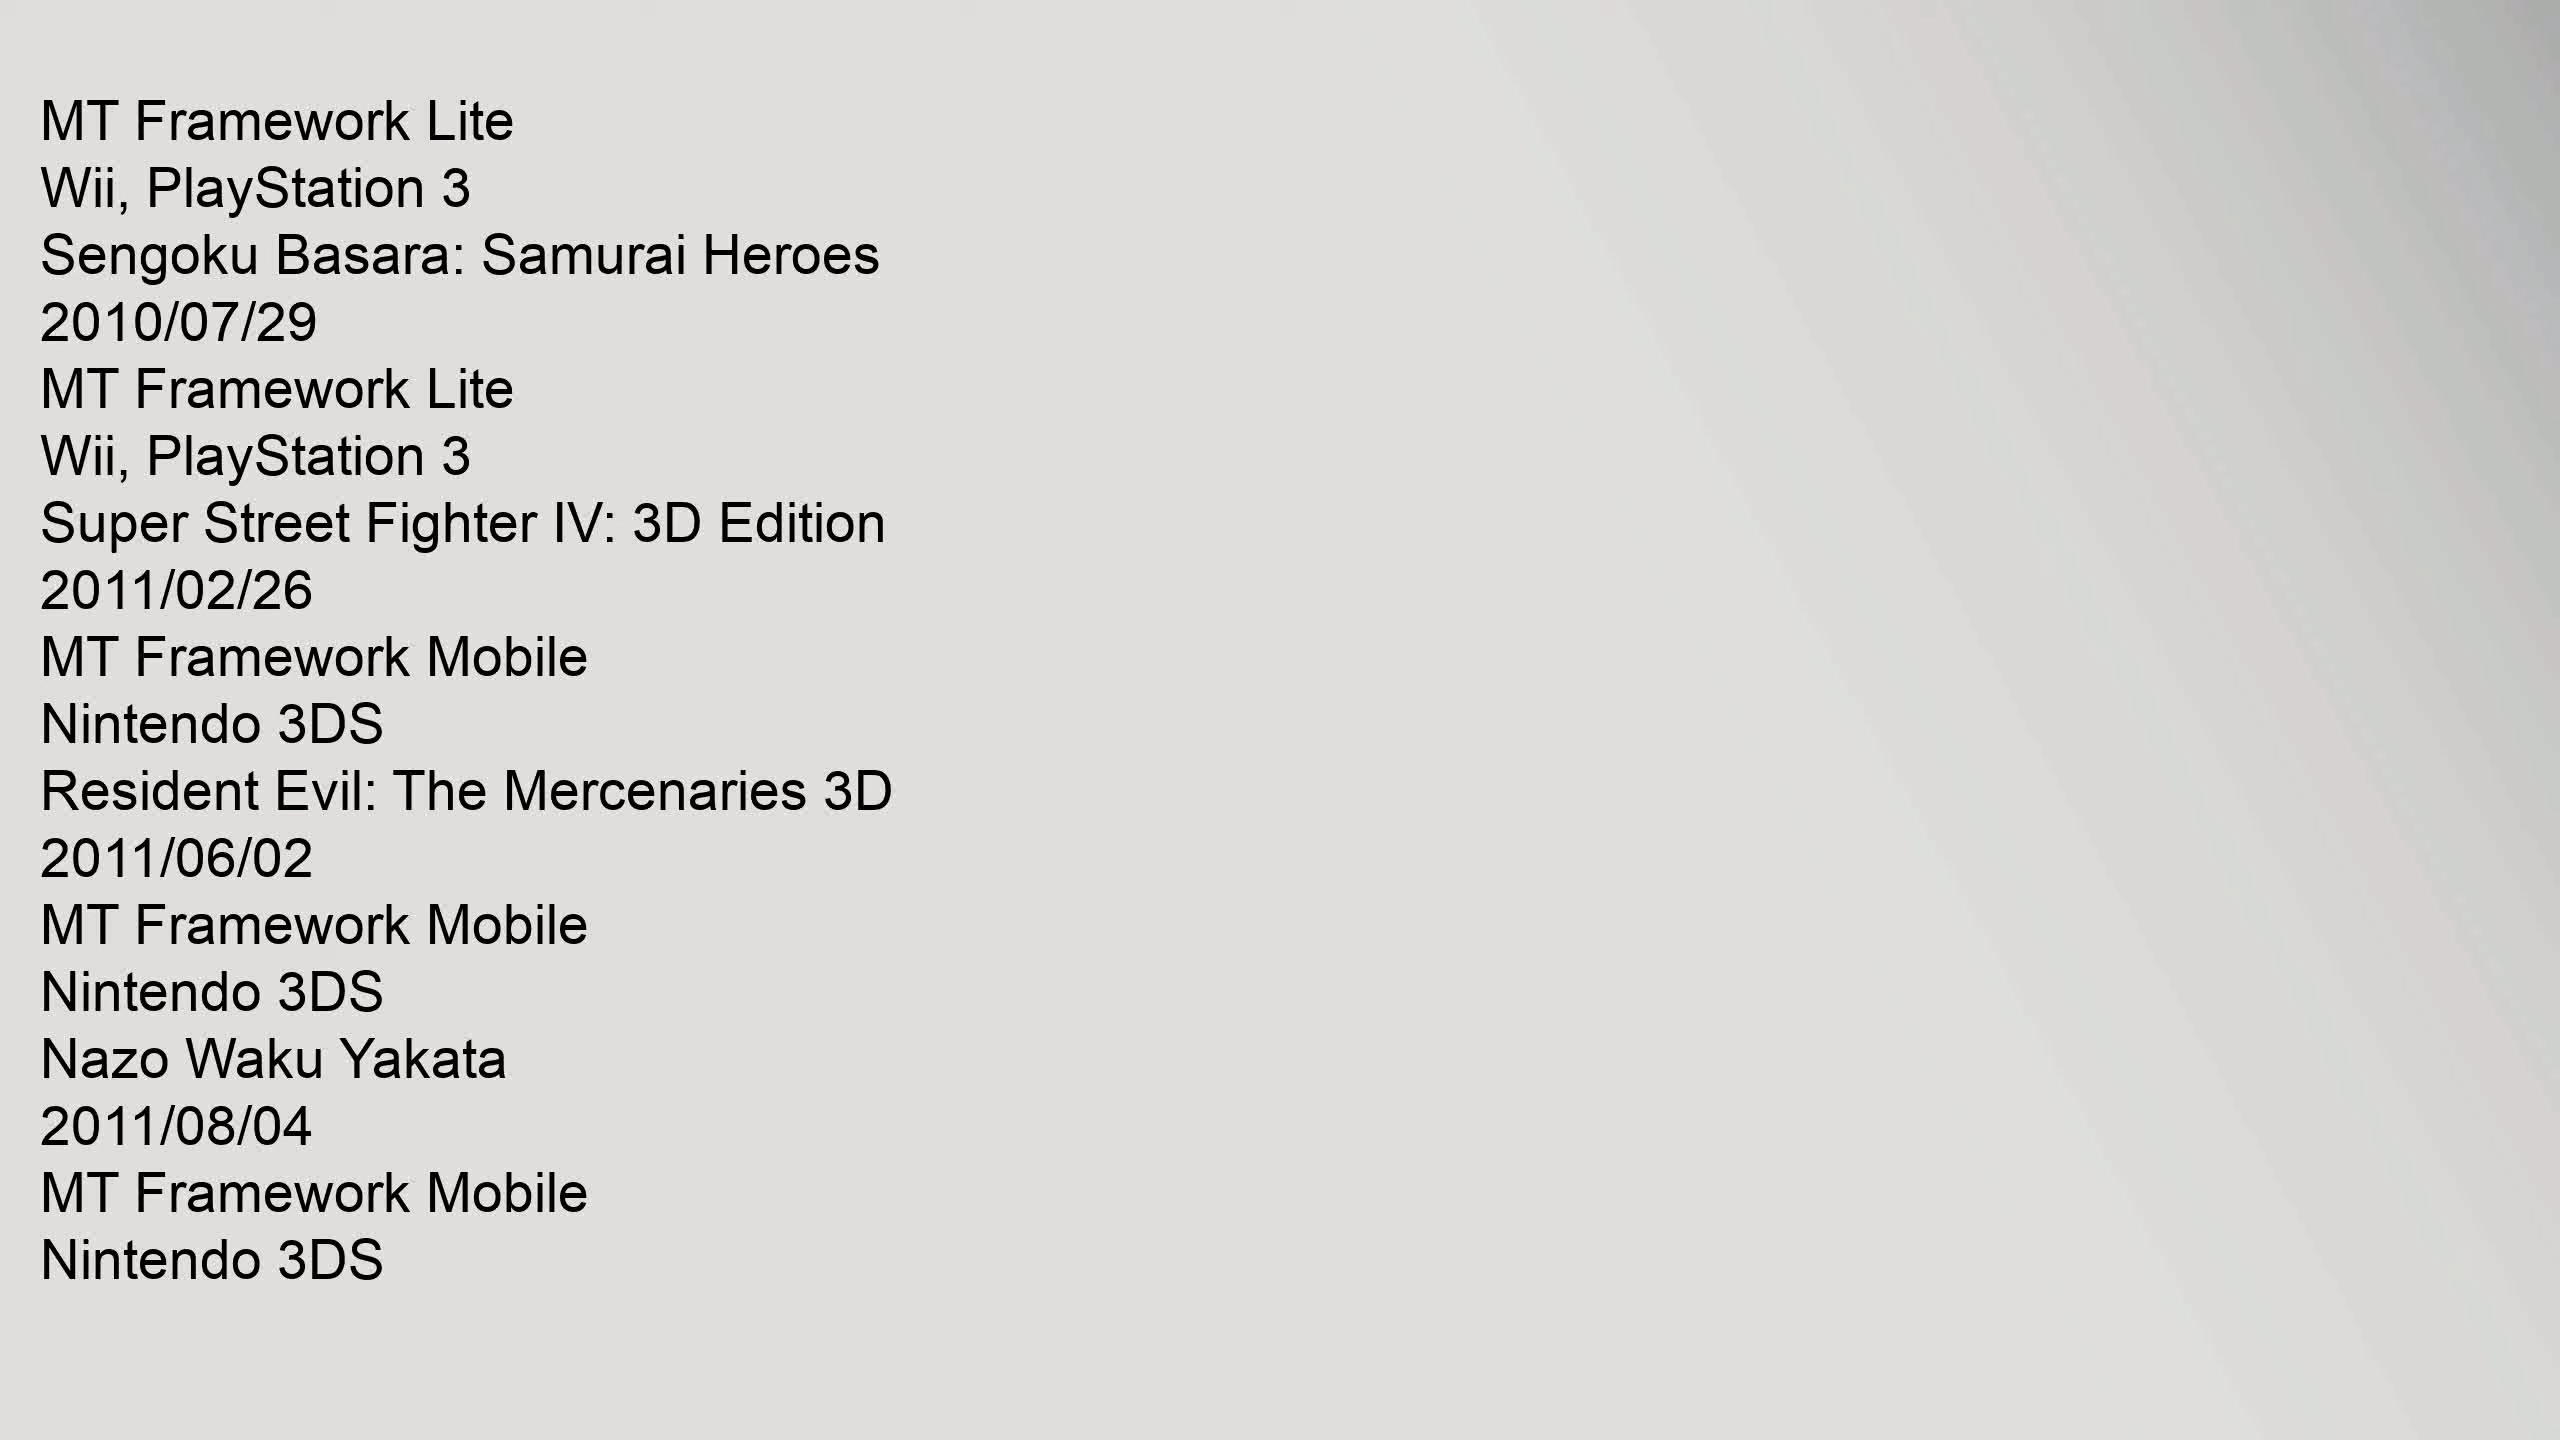 MT Framework Lite
Wii, PlayStation 3
Sengoku Basara: Samurai Heroes
2010/07/29
MT Framework Lite
Wii, PlayStation 3
Super Street Fighter IV: 3D Edition
2011/02/26
MT Framework Mobile
Nintendo 3DS
Resident Evil: The Mercenaries 3D
2011/06/02
MT Framework Mobile
Nintendo 3DS
Nazo Waku Yakata
2011/08/04
MT Framework Mobile
Nintendo 3DS